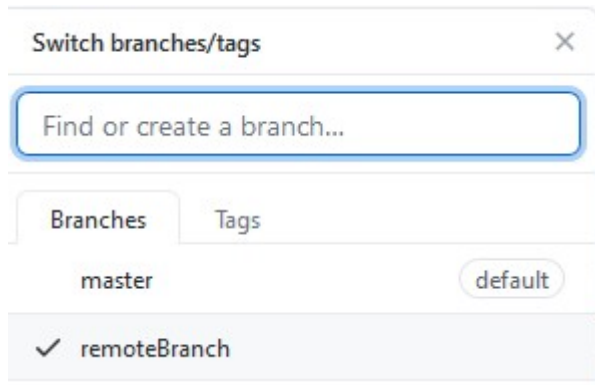 Switch branches/tags
Find or create a branch...
Branches Tags
master default
remoteBranch